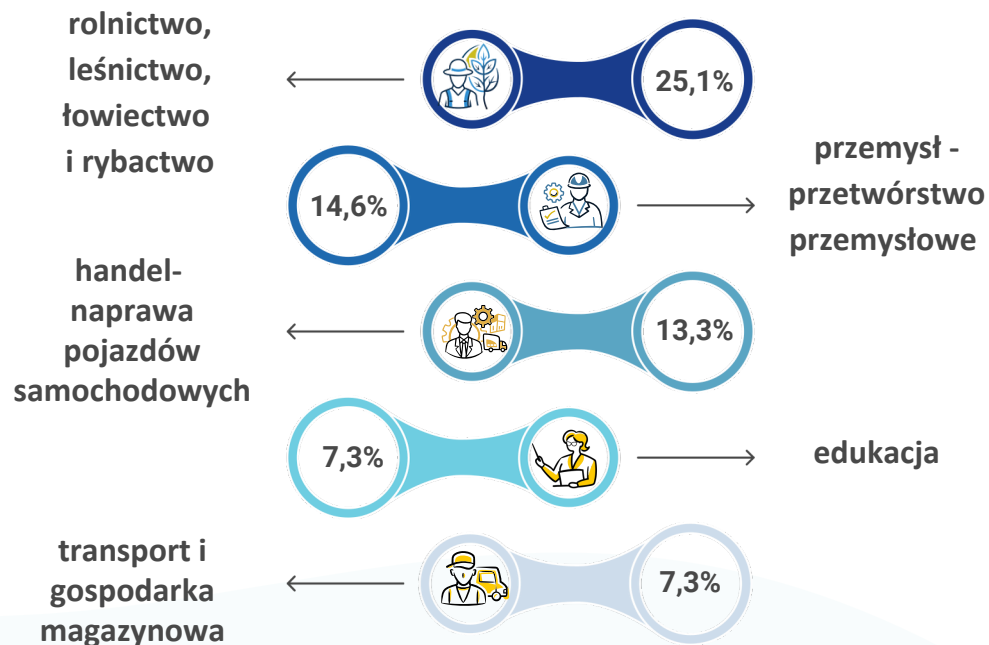 rolnictwo,
leśnictwo,
łowiectwo
i rybactwo
25,1%
14,6%
przemysł -
przetwórstwo
przemysłowe
handel-
naprawa
pojazdów
samochodowych
13,3%
7,3%
edukacja
transport i
gospodarka
magazynowa
7,3%